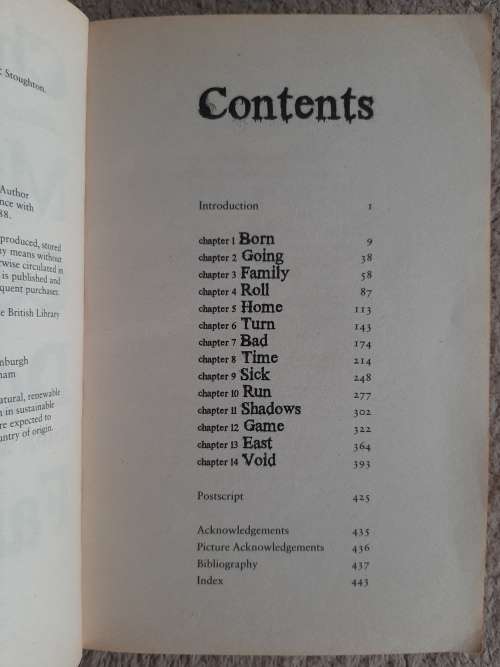 Stoughton.
Author
nce with
88.
produced, stored
ny means without
rwise circulated in
is published and
quent purchaser.
e British Library
nburgh
ham
atural, renewable
n in sustainable
re expected to
untry of origin.
Contents
Introduction 1
chapter 1 Born 9
chapter 2 Going 38
chapter 3 Family 58
chapter 4 Roll 87
chapter 5 Home 113
chapter 6 Turn 143
chapter 7 Bad 174
chapter 8 Time 214
chapter 9 Sick 248
chapter 10 Run 277
chapter 11 Shadows 302
chapter 12 Game 322
chapter 13 East 364
chapter 14 Void 393
Postscript 425
Acknowledgements 435
Picture Acknowledgements 436
Bibliography 437
Index 443